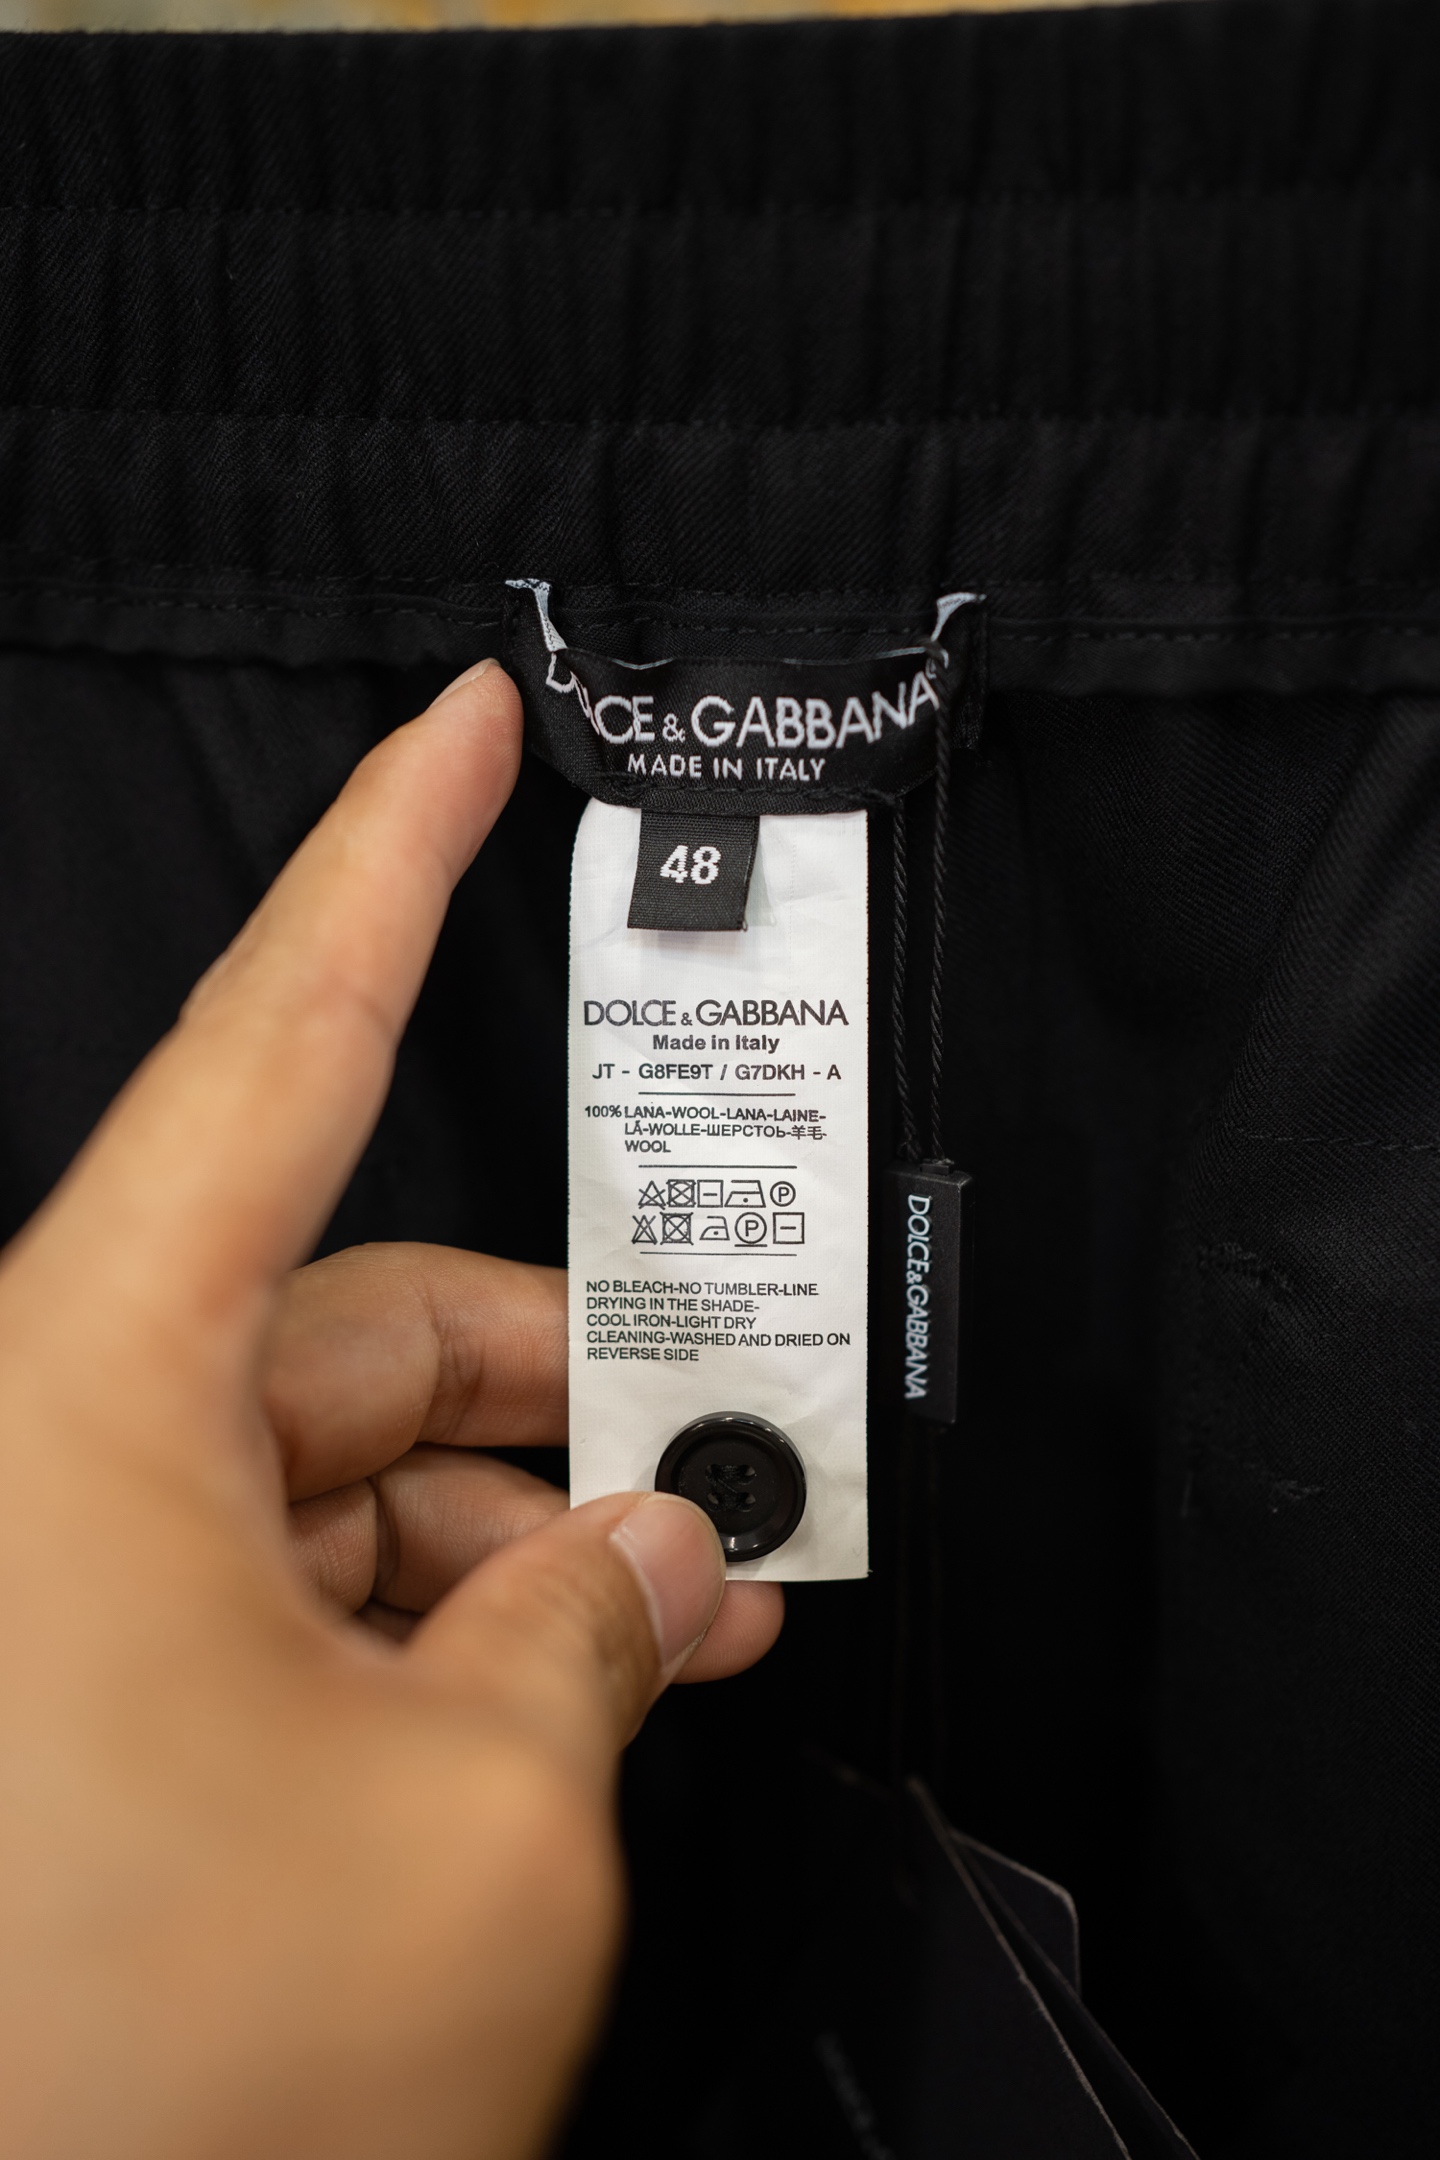 DOLCE & GABBANA
MADE IN ITALY
48
DOLCE & GABBANA
Made in Italy
JT - G8FE9T / G7DKH - A
100% LANA-WOOL-LANA-LAINE-
LÃ-WOLLE-ШЕРСТОЬ-羊毛-
WOOL
P
P
NO BLEACH-NO TUMBLER-LINE
DRYING IN THE SHADE-
COOL IRON-LIGHT DRY
CLEANING-WASHED AND DRIED ON
REVERSE SIDE
DOLCE&GABBANA